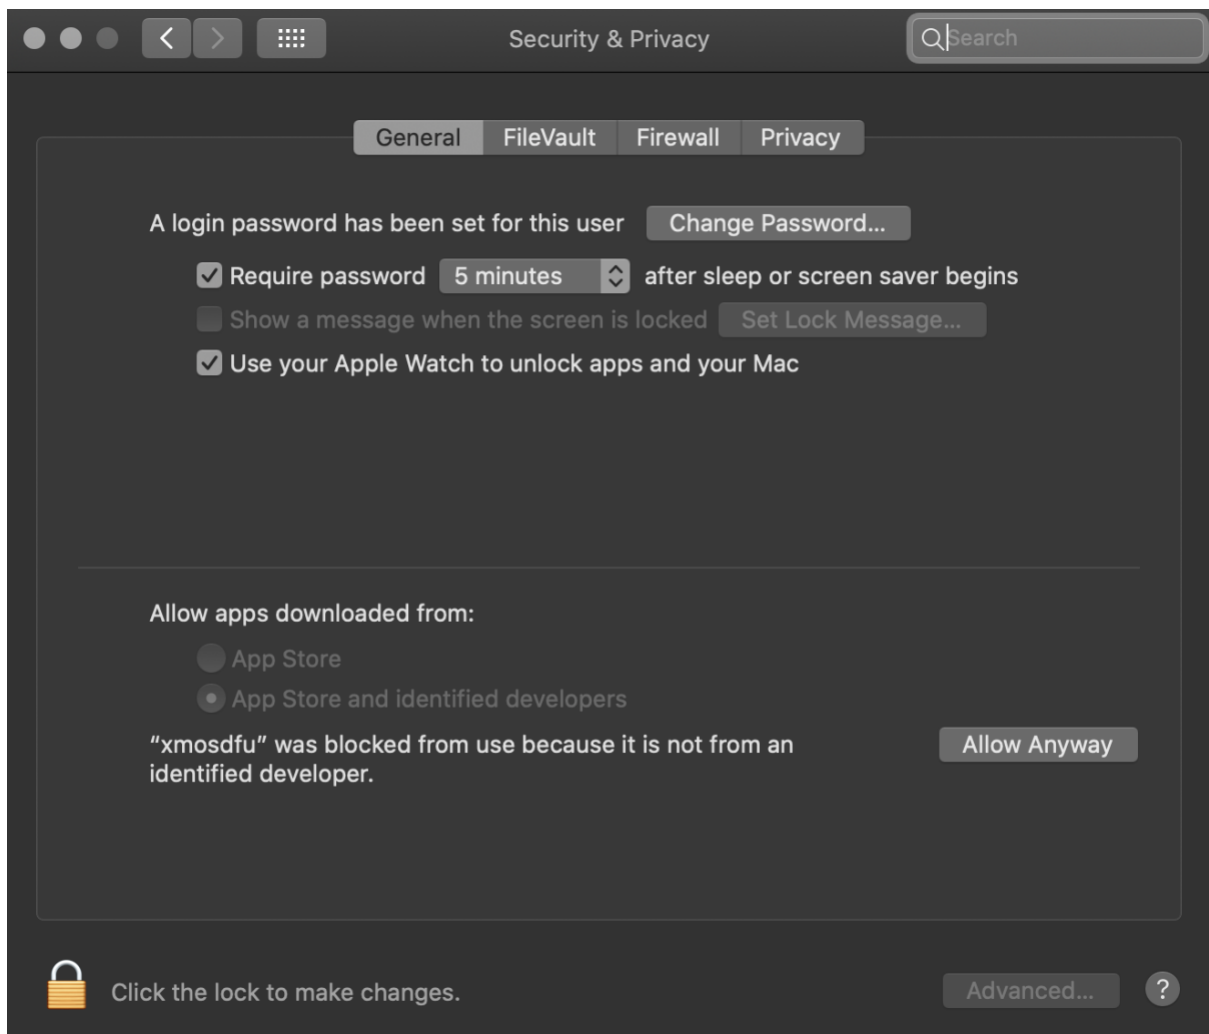 Security & Privacy
Search
General FileVault Firewall Privacy
A login password has been set for this user Change Password...
Require password 5 minutes after sleep or screen saver begins
Show a message when the screen is locked Set Lock Message...
Use your Apple Watch to unlock apps and your Mac
Allow apps downloaded from:
App Store
App Store and identified developers
“xmosdfu” was blocked from use because it is not from an Allow Anyway
identified developer.
Click the lock to make changes. Advanced... ?